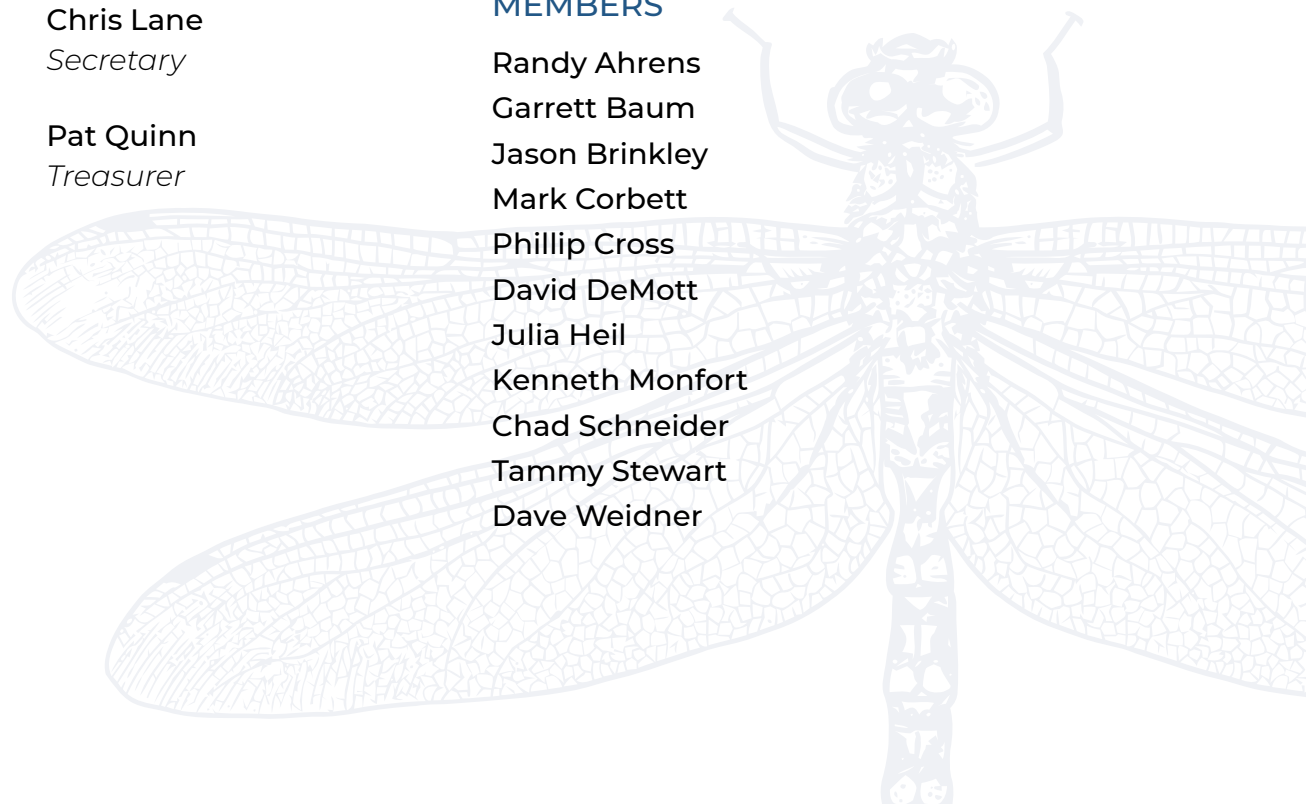 Chris Lane
Secretary
Pat Quinn
Treasurer
MEMBERS
Randy Ahrens
Garrett Baum
Jason Brinkley
Mark Corbett
Phillip Cross
David DeMott
Julia Heil
Kenneth Monfort
Chad Schneider
Tammy Stewart
Dave Weidner